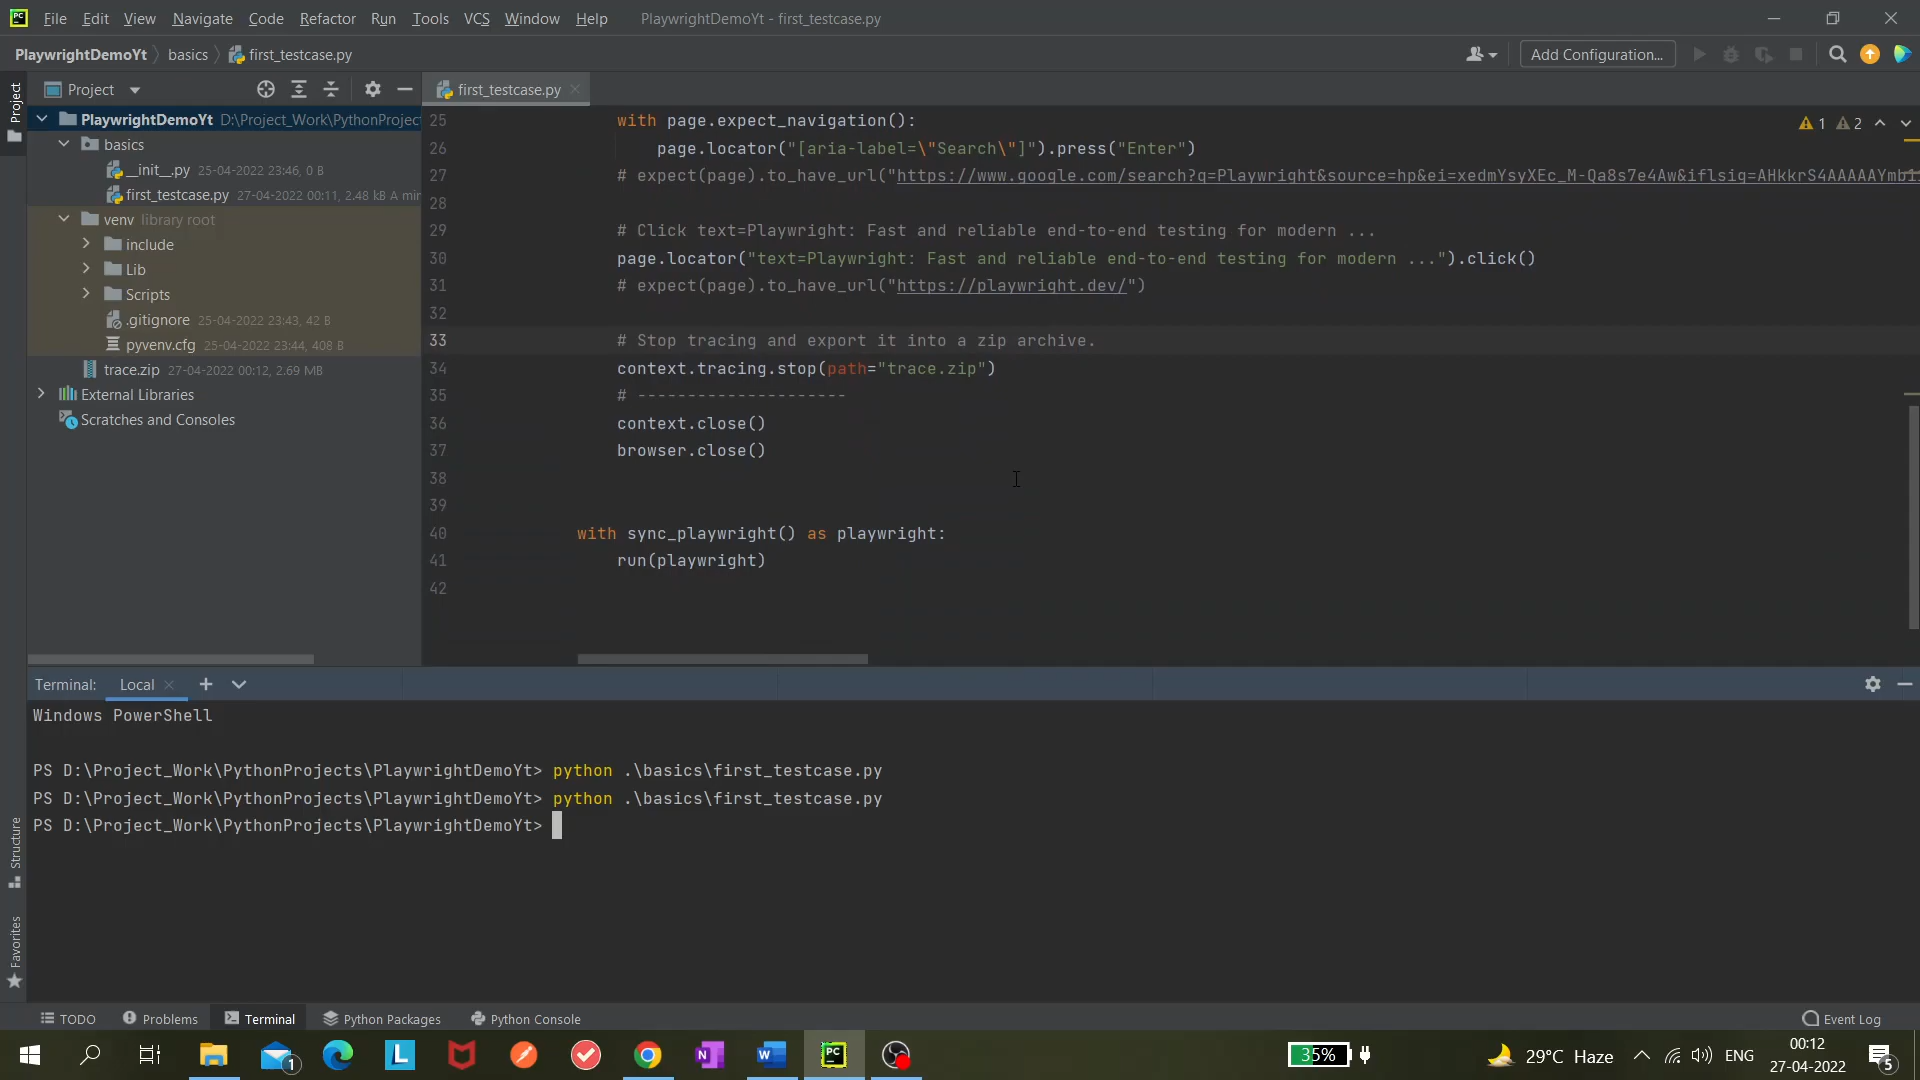 File Edit View Navigate Code Refactor Run Tools VCS Window Help PlaywrightDemoYt - first_testcase.py
PlaywrightDemoYt basics first_testcase.py Add Configuration...
Project
Project
first_testcase.py
PlaywrightDemoYt D:\Project_Work\PythonProject
basics
__init__.py 25-04-2022 23:46, 0 B
first_testcase.py 27-04-2022 00:11, 2.48 kB A min
venv library root
include
Lib
Scripts
.gitignore 25-04-2022 23:43, 42 B
pyvenv.cfg 25-04-2022 23:44, 408 B
trace.zip 27-04-2022 00:12, 2.69 MB
External Libraries
Scratches and Consoles
1 2
25 with page.expect_navigation():
26 page.locator("[aria-label=\"Search\"]").press("Enter")
27 # expect(page).to_have_url("https://www.google.com/search?q=Playwright&source=hp&ei=xedmYsyXEc_M-Qa8s7e4Aw&iflsig=AHkkrS4AAAAAYmb1
28
29 # Click text=Playwright: Fast and reliable end-to-end testing for modern ...
30 page.locator("text=Playwright: Fast and reliable end-to-end testing for modern ...").click()
31 # expect(page).to_have_url("https://playwright.dev/")
32
33 # Stop tracing and export it into a zip archive.
34 context.tracing.stop(path="trace.zip")
35 # ---------------------
36 context.close()
37 browser.close()
38
39
40 with sync_playwright() as playwright:
41 run(playwright)
42
Terminal: Local
Windows PowerShell
PS D:\Project_Work\PythonProjects\PlaywrightDemoYt> python .\basics\first_testcase.py
PS D:\Project_Work\PythonProjects\PlaywrightDemoYt> python .\basics\first_testcase.py
PS D:\Project_Work\PythonProjects\PlaywrightDemoYt>
Structure
Favorites
TODO Problems Terminal Python Packages Python Console Event Log
1 L N W PC 35% 29°C Haze ENG 00:12
27-04-2022 5